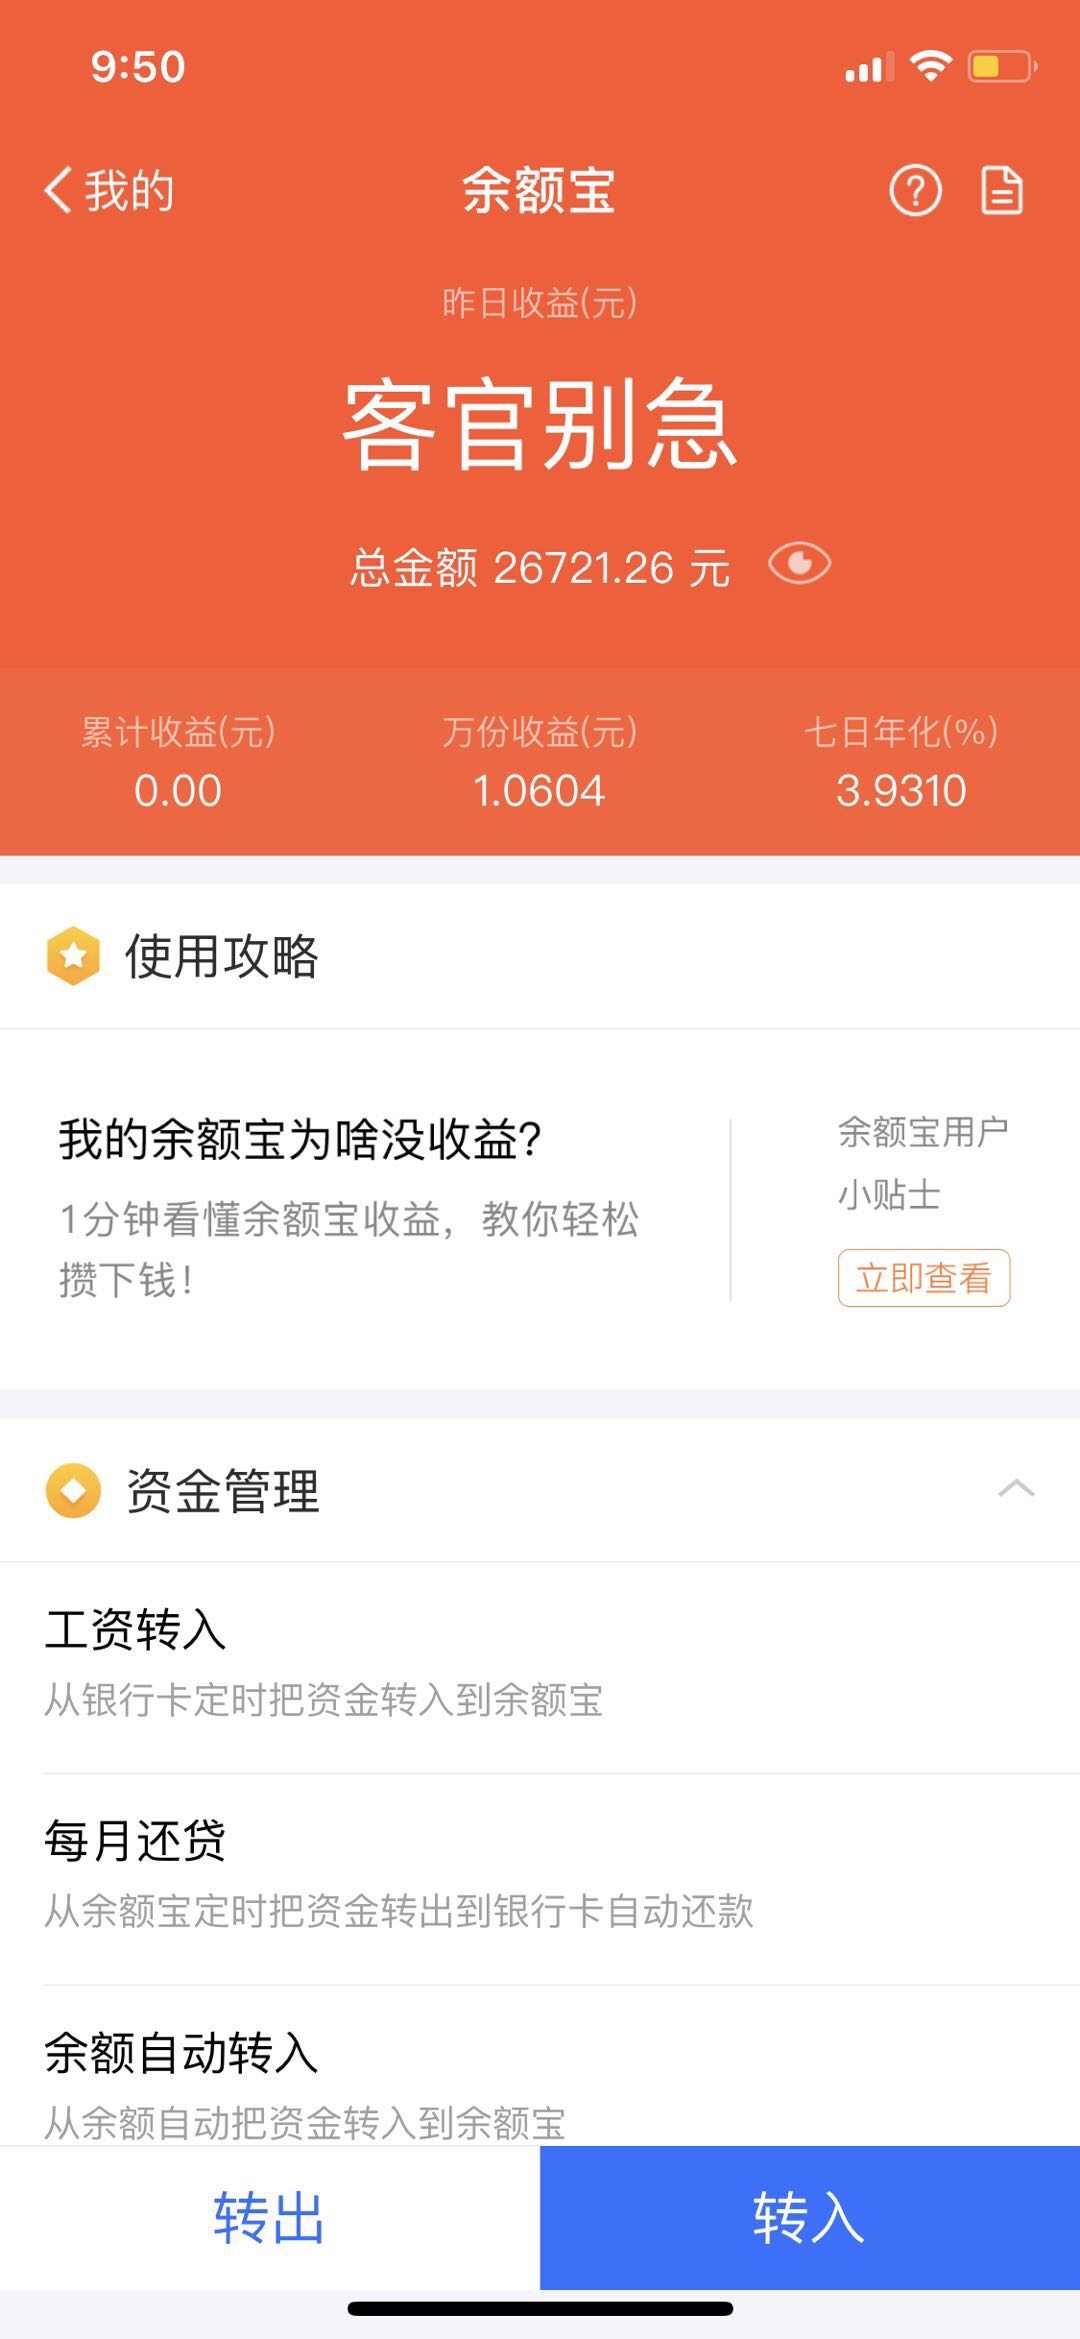 9:50
我的
余额宝
昨日收益(元)
客官别急
总金额 26721.26 元
累计收益(元) 万份收益(元) 七日年化(%)
0.00 1.0604 3.9310
使用攻略
我的余额宝为啥没收益?
1分钟看懂余额宝收益，教你轻松
攒下钱!
余额宝用户
小贴士
立即查看
资金管理
工资转入
从银行卡定时把资金转入到余额宝
每月还贷
从余额宝定时把资金转出到银行卡自动还款
余额自动转入
从余额自动把资金转入到余额宝
转出 转入